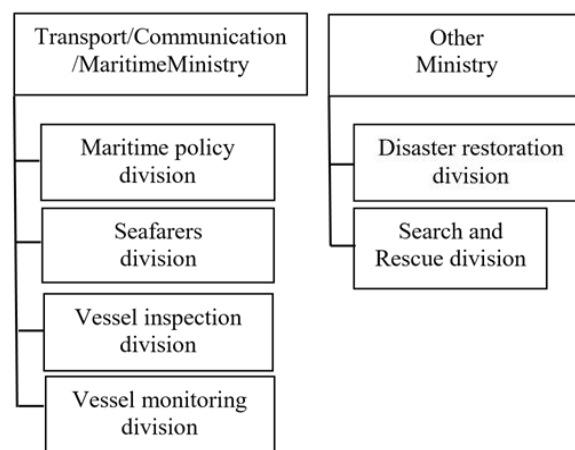 Transport/Communication
/MaritimeMinistry
Maritime policy
division
Seafarers
division
Vessel inspection
division
Vessel monitoring
division
Other
Ministry
Disaster restoration
division
Search and
Rescue division